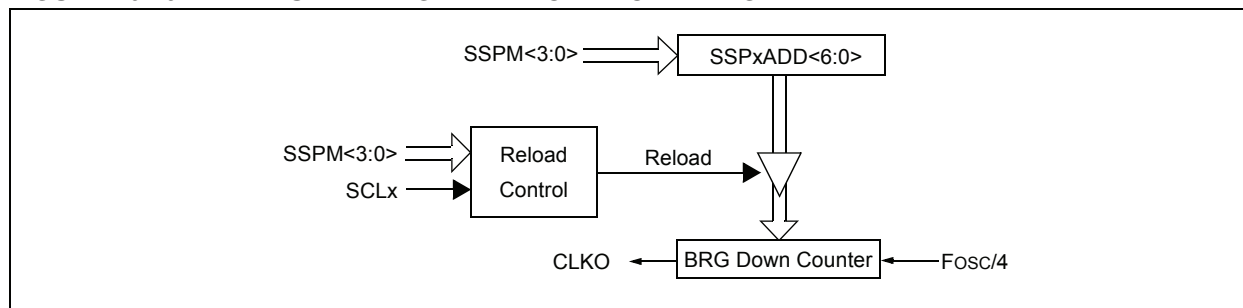 SSPM<3:0>
SSPxADD<6:0>
SSPM<3:0>
SCLx
Reload
Control
Reload
CLKO
BRG Down Counter
FOSC/4